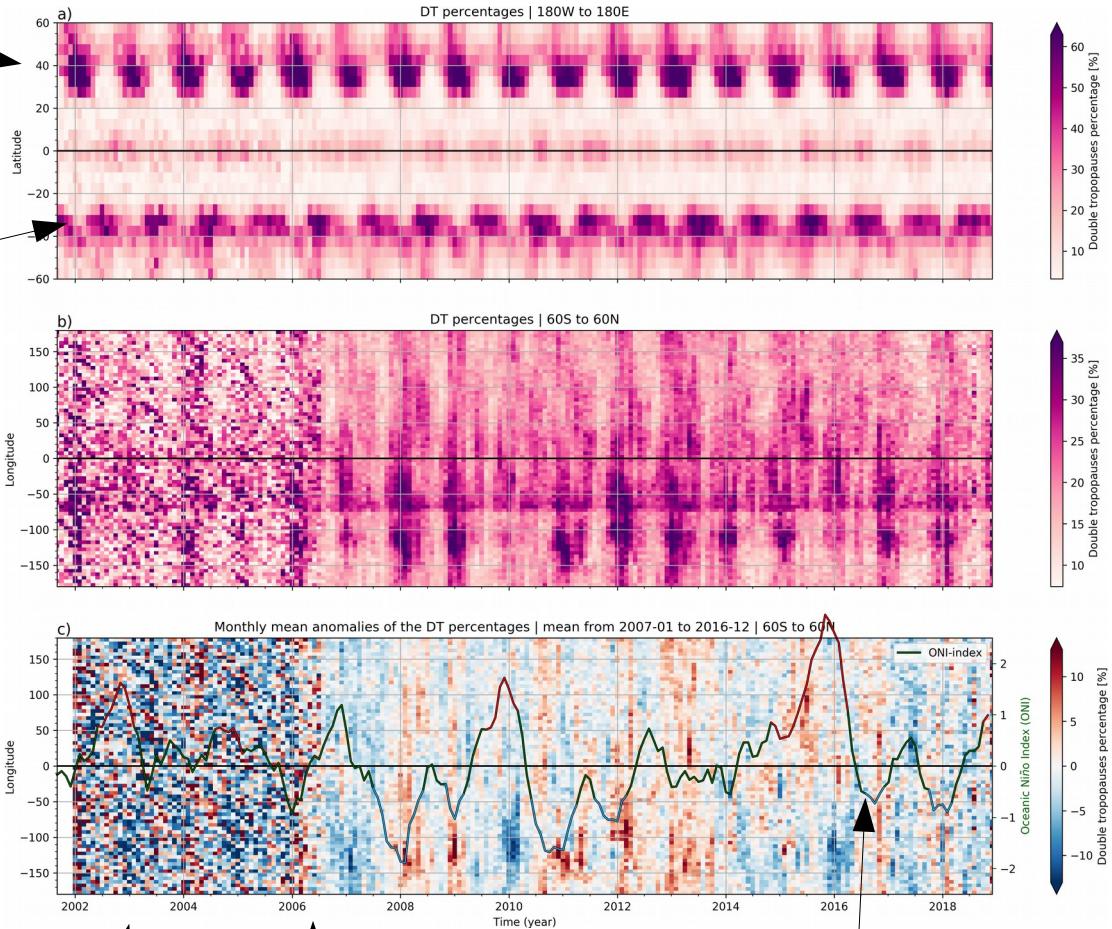 a)
DT percentages | 180W to 180E
60
40
20
0
−20
−40
−60
Latitude
60
50
40
30
20
10
Double tropopauses percentage [%]
b)
DT percentages | 60S to 60N
150
100
50
0
−50
−100
−150
Longitude
35
30
25
20
15
10
Double tropopauses percentage [%]
c)
Monthly mean anomalies of the DT percentages | mean from 2007-01 to 2016-12 | 60S to 60N
ONI-index
150
100
50
0
−50
−100
−150
Longitude
2
1
0
−1
−2
Oceanic Niño Index (ONI)
10
5
0
−5
−10
Double tropopauses percentage [%]
2002 2004 2006 2008 2010 2012 2014 2016 2018
Time (year)